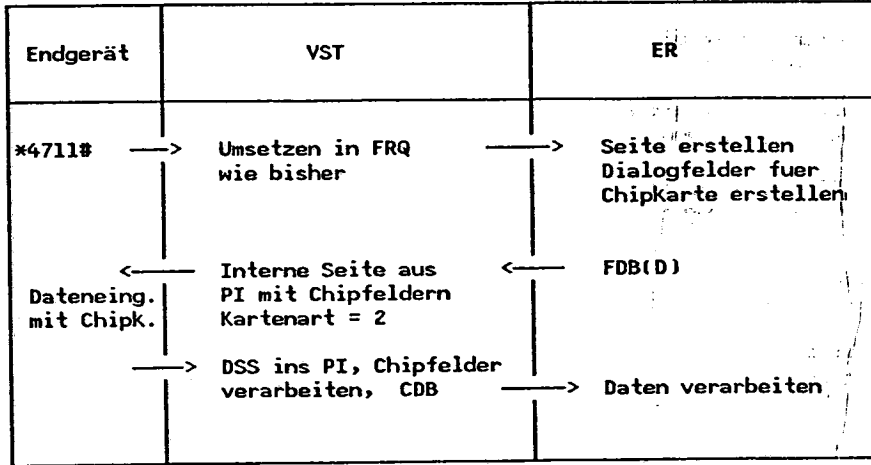 Endgerät VST ER
*4711# ——> Umsetzen in FRQ ——> Seite erstellen
wie bisher Dialogfelder fuer
Chipkarte erstellen
<—— Interne Seite aus <—— FDB(D)
Dateneing. PI mit Chipfeldern
mit Chipk. Kartenart = 2
——> DSS ins PI, Chipfelder
verarbeiten, CDB ——> Daten verarbeiten